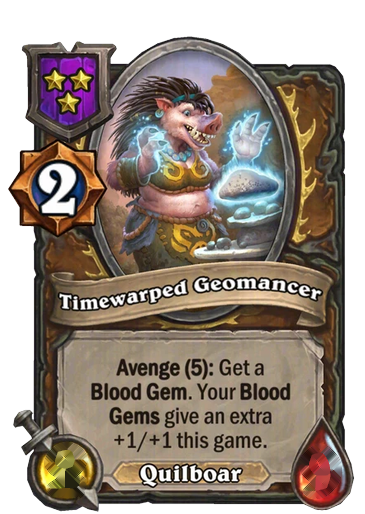 2
Timewarped Geomancer
Avenge (5): Get a
Blood Gem. Your Blood
Gems give an extra
+1/+1 this game.
Quilboar